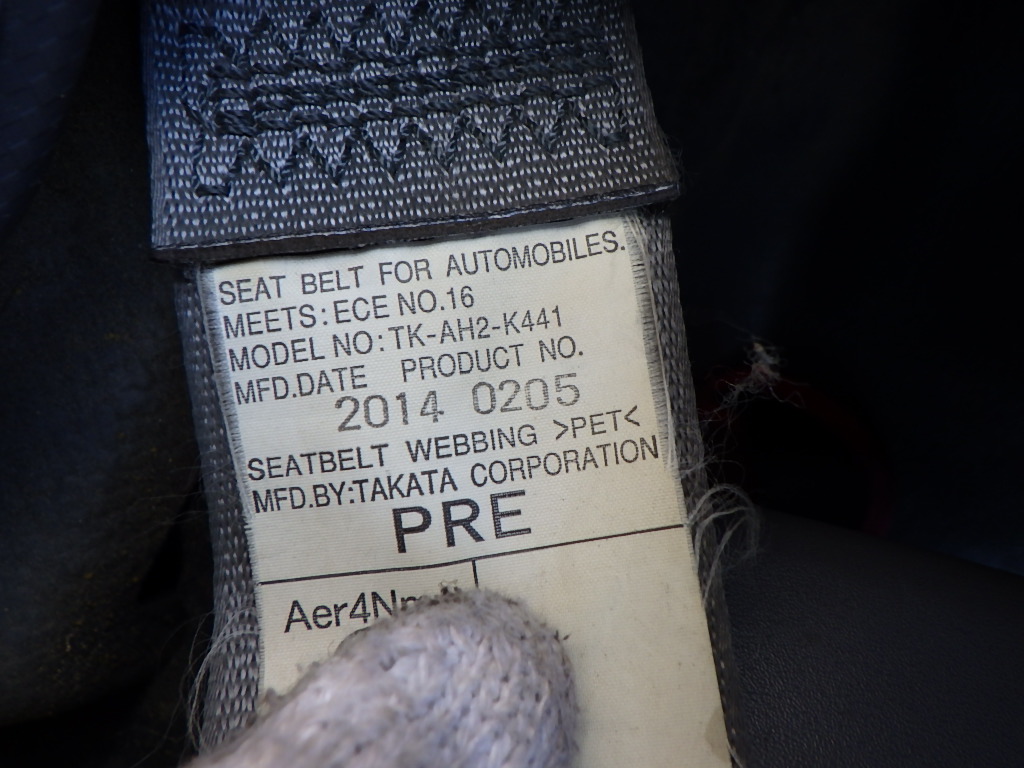 SEAT BELT FOR AUTOMOBILES.
MEETS: ECE NO.16
MODEL NO: TK-AH2-K441
MFD.DATE PRODUCT NO.
2014 0205
SEATBELT WEBBING >PET<
MFD.BY:TAKATA CORPORATION
PRE